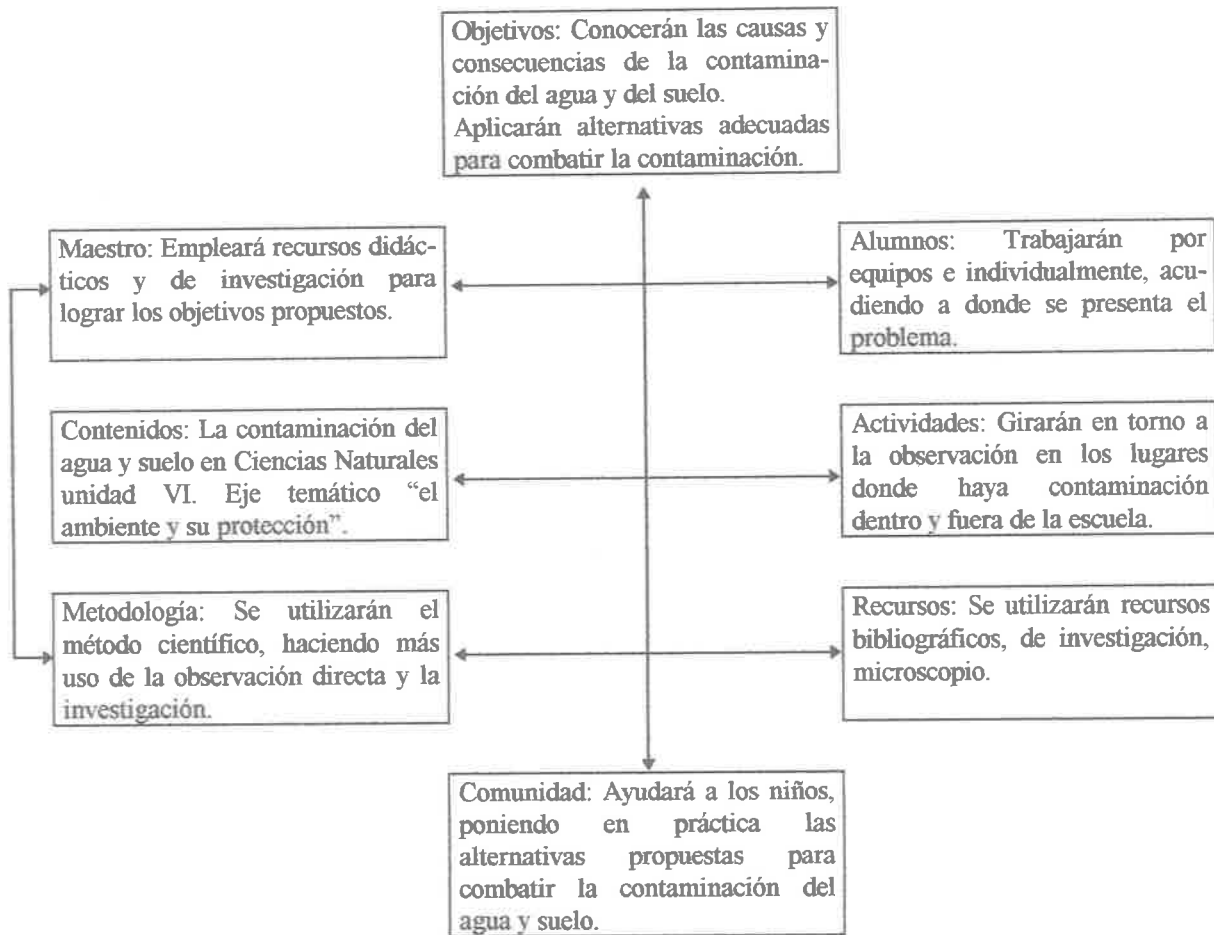 Objetivos: Conocerán las causas y
consecuencias de la contamina-
ción del agua y del suelo.
Aplicarán alternativas adecuadas
para combatir la contaminación.
Maestro: Empleará recursos didác-
ticos y de investigación para
lograr los objetivos propuestos.
Alumnos: Trabajarán por
equipos e individualmente, acu-
diendo a donde se presenta el
problema.
Contenidos: La contaminación del
agua y suelo en Ciencias Naturales
unidad VI. Eje temático “el
ambiente y su protección”.
Actividades: Girarán en torno a
la observación en los lugares
donde haya contaminación
dentro y fuera de la escuela.
Metodología: Se utilizarán el
método científico, haciendo más
uso de la observación directa y la
investigación.
Recursos: Se utilizarán recursos
bibliográficos, de investigación,
microscopio.
Comunidad: Ayudará a los niños,
poniendo en práctica las
alternativas propuestas para
combatir la contaminación del
agua y suelo.